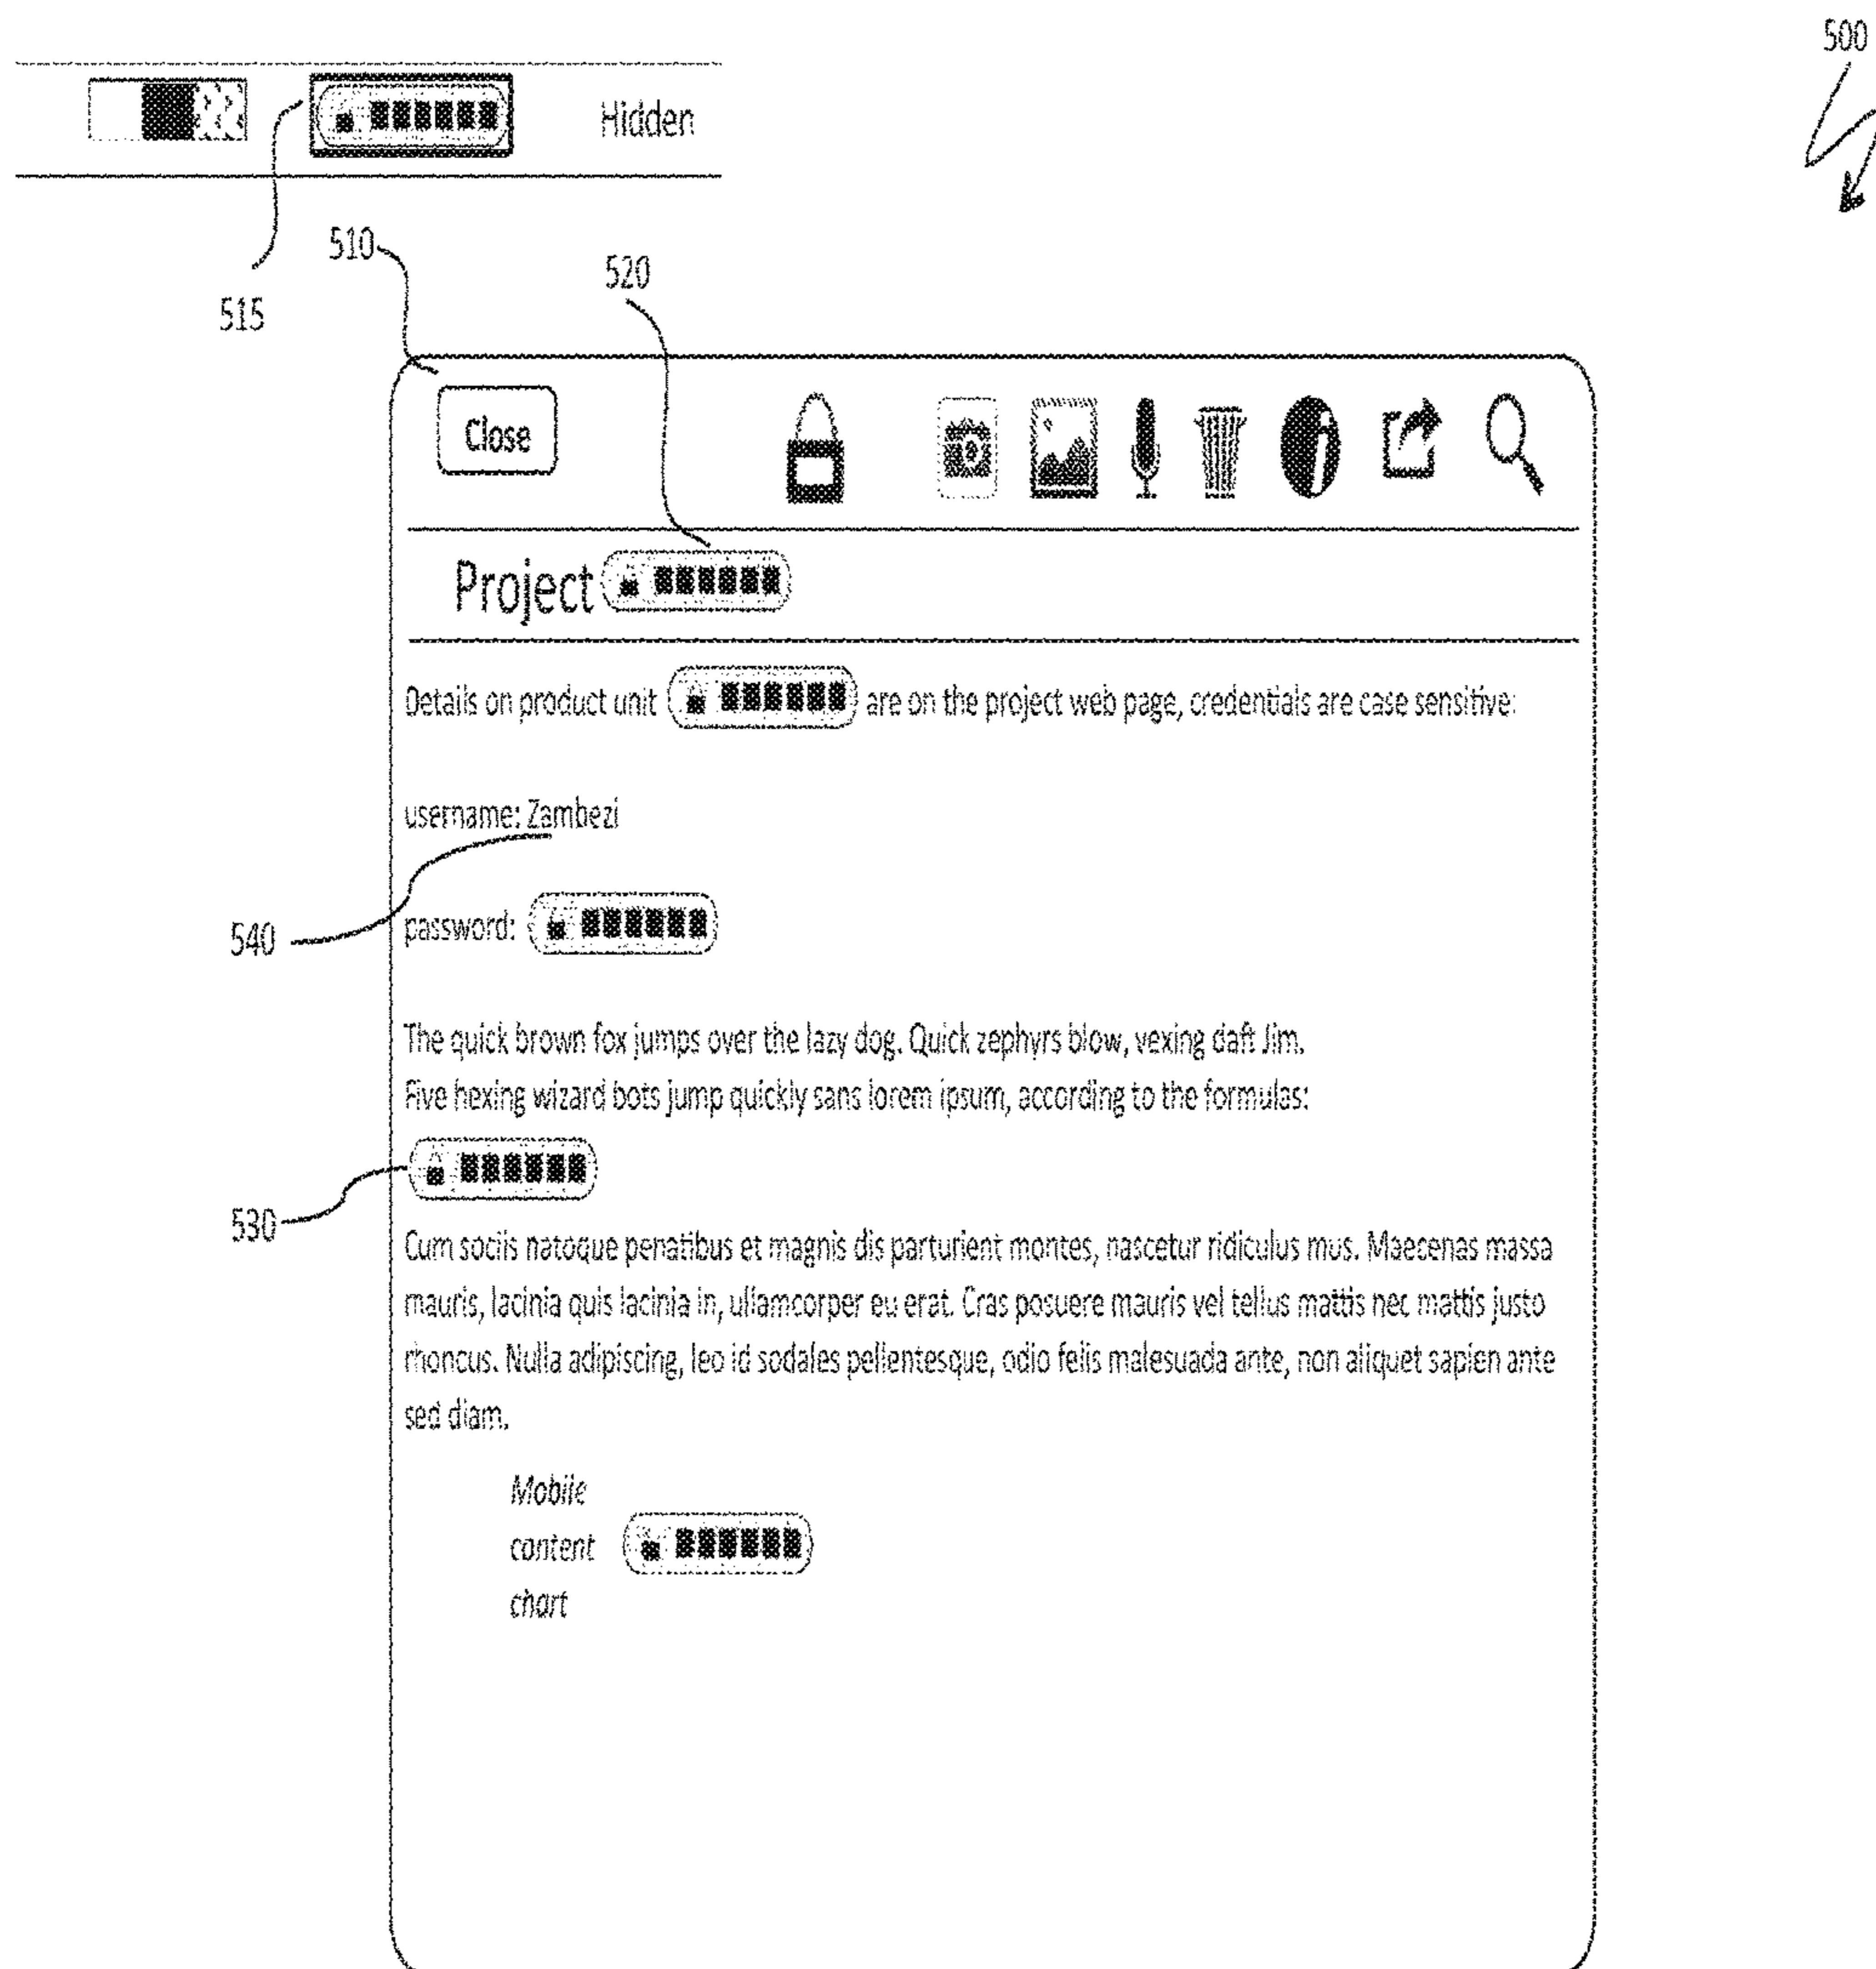 500
Hidden
510
520
515
Close
Project
Details on product unit are on the project web page, credentials are case sensitive:
username: Zambezi
540
password:
The quick brown fox jumps over the lazy dog. Quick zephyrs blow, vexing daft Jim.
Five hexing wizard bots jump quickly sans lorem ipsum, according to the formulas:
530
Cum sociis natoque penatibus et magnis dis parturient montes, nascetur ridiculus mus. Maecenas massa
mauris, lacinia quis lacinia in, ullamcorper eu erat. Cras posuere mauris vel tellus mattis nec mattis justo
rhoncus. Nulla adipiscing, leo id sodales pellentesque, odio felis malesuada ante, non aliquet sapien ante
sed diam.
Mobile
content
chart